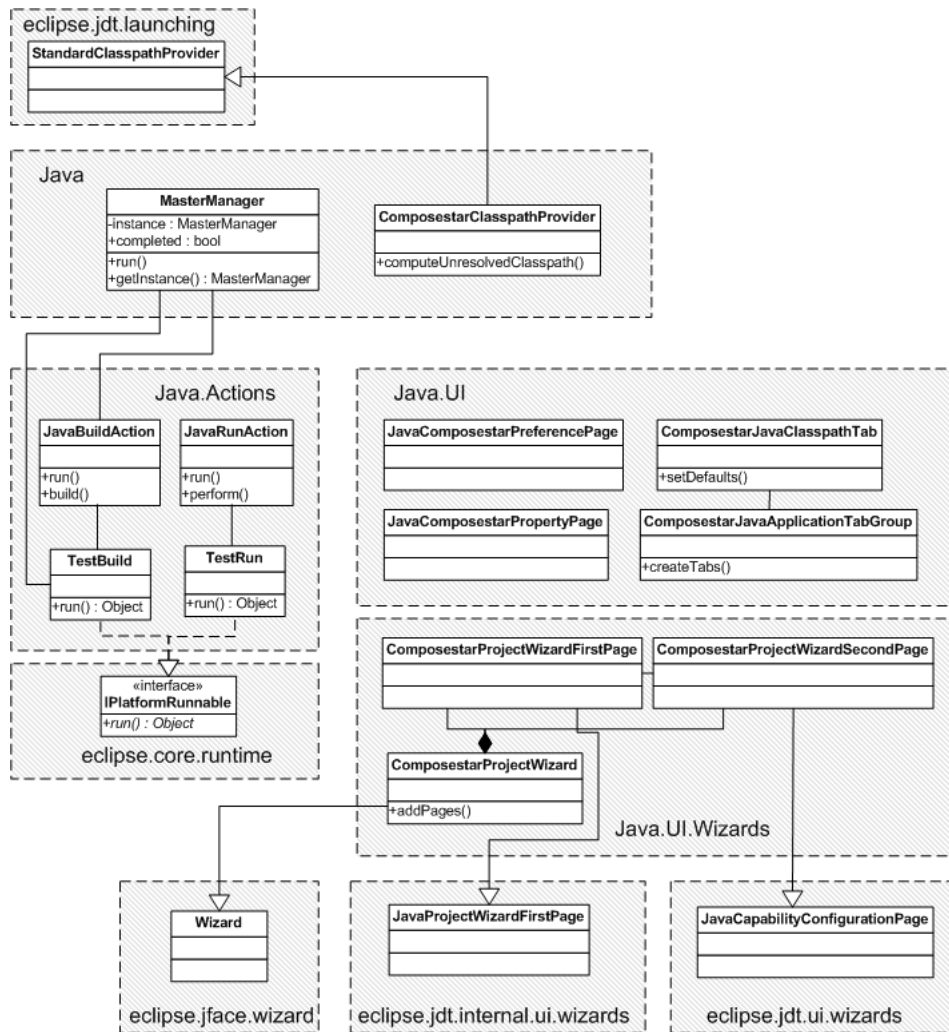 eclipse.jdt.launching
StandardClasspathProvider
Java
MasterManager
-instance : MasterManager
+completed : bool
+run()
+getInstance() : MasterManager
ComposestarClasspathProvider
+computeUnresolvedClasspath()
Java.Actions
JavaBuildAction
+run()
+build()
JavaRunAction
+run()
+perform()
TestBuild
+run() : Object
TestRun
+run() : Object
«interface»
IPlatformRunnable
+run() : Object
eclipse.core.runtime
Java.UI
JavaComposestarPreferencePage
ComposestarJavaClasspathTab
+setDefaults()
JavaComposestarPropertyPage
ComposestarJavaApplicationTabGroup
+createTabs()
ComposestarProjectWizardFirstPage
ComposestarProjectWizardSecondPage
ComposestarProjectWizard
+addPages()
Java.UI.Wizards
Wizard
eclipse.jface.wizard
JavaProjectWizardFirstPage
eclipse.jdt.internal.ui.wizards
JavaCapabilityConfigurationPage
eclipse.jdt.ui.wizards